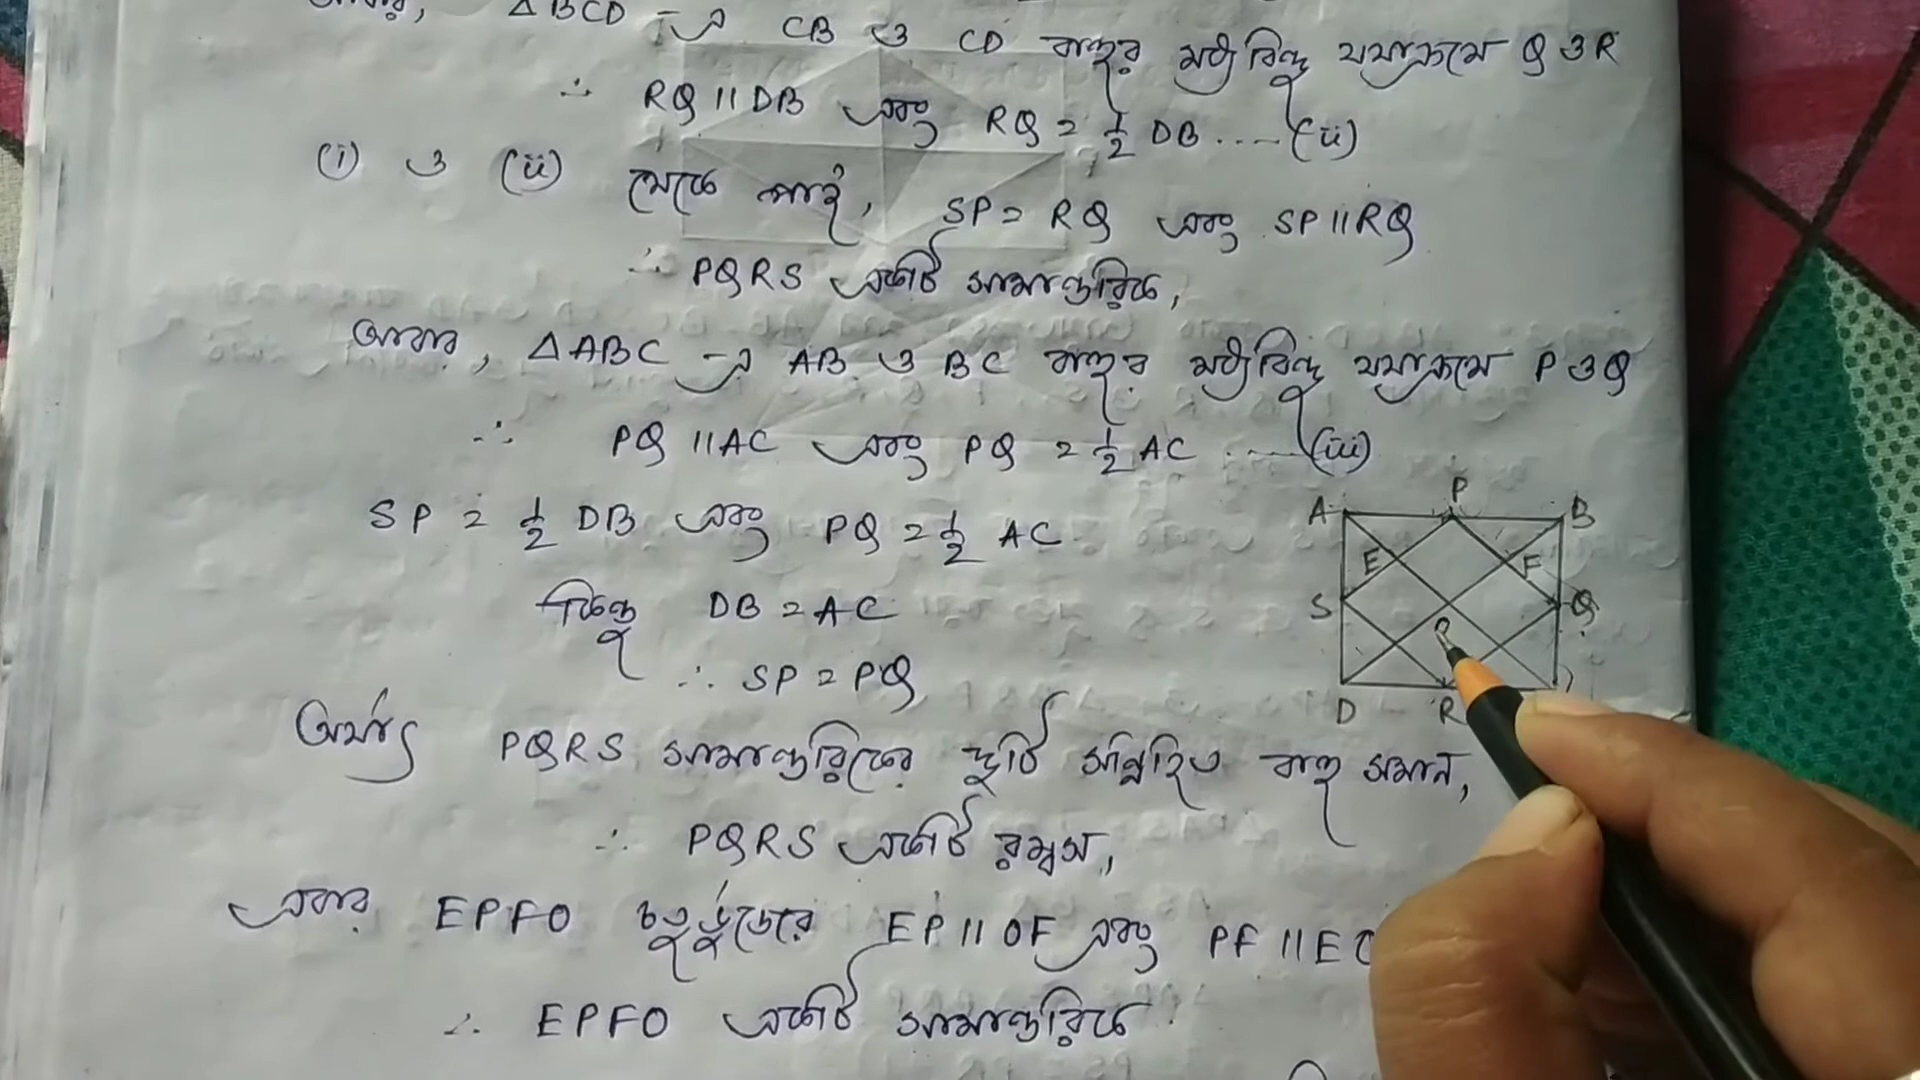 আবার, △BCD -এ CB ও CD বাহুর মধ্যবিন্দু যথাক্রমে Q ও R
∴ RQ || DB এবং RQ = 1/2 DB .... (ii)
(i) ও (ii) থেকে পাই, SP = RQ এবং SP || RQ
∴ PQRS একটি সামান্তরিক,
আবার, △ABC -এ AB ও BC বাহুর মধ্যবিন্দু যথাক্রমে P ও Q
∴ PQ || AC এবং PQ = 1/2 AC .... (iii)
SP = 1/2 DB এবং PQ = 1/2 AC
কিন্তু DB = AC
∴ SP = PQ
অর্থাৎ PQRS সামান্তরিকের দুটি সন্নিহিত বাহু সমান,
∴ PQRS একটি রম্বস,
এবার EPFO চতুর্ভুজের EP || OF এবং PF || EO
∴ EPFO একটি সামান্তরিক
A P B
E F
S O Q
D R